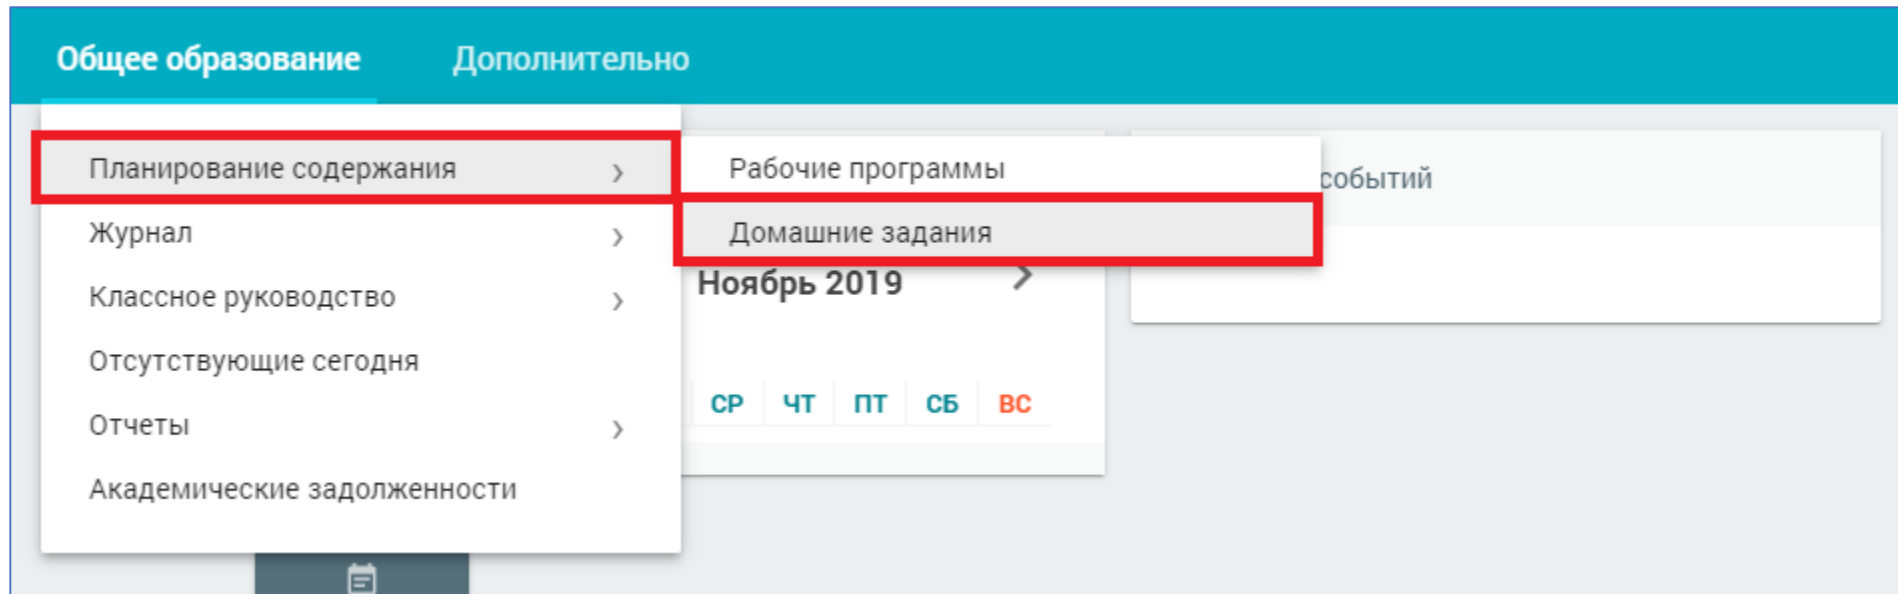 Общее образование Дополнительно
Планирование содержания
Журнал
Классное руководство
Отсутствующие сегодня
Отчеты
Академические задолженности
Рабочие программы
Домашние задания
событий
Ноябрь 2019
СР ЧТ ПТ СБ ВС